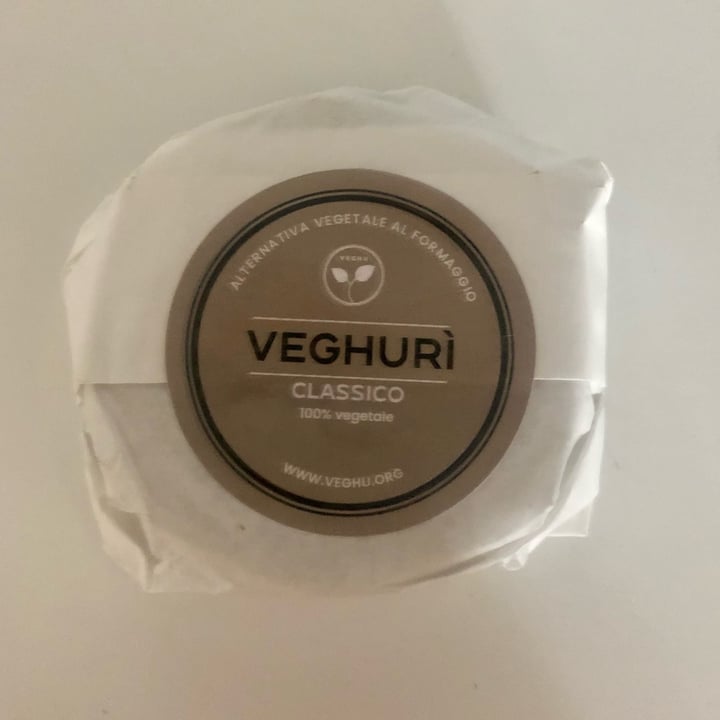 ALTERNATIVA VEGETALE AL FORMAGGIO
VEGHU
VEGHURÌ
CLASSICO
100% vegetale
WWW.VEGHU.ORG